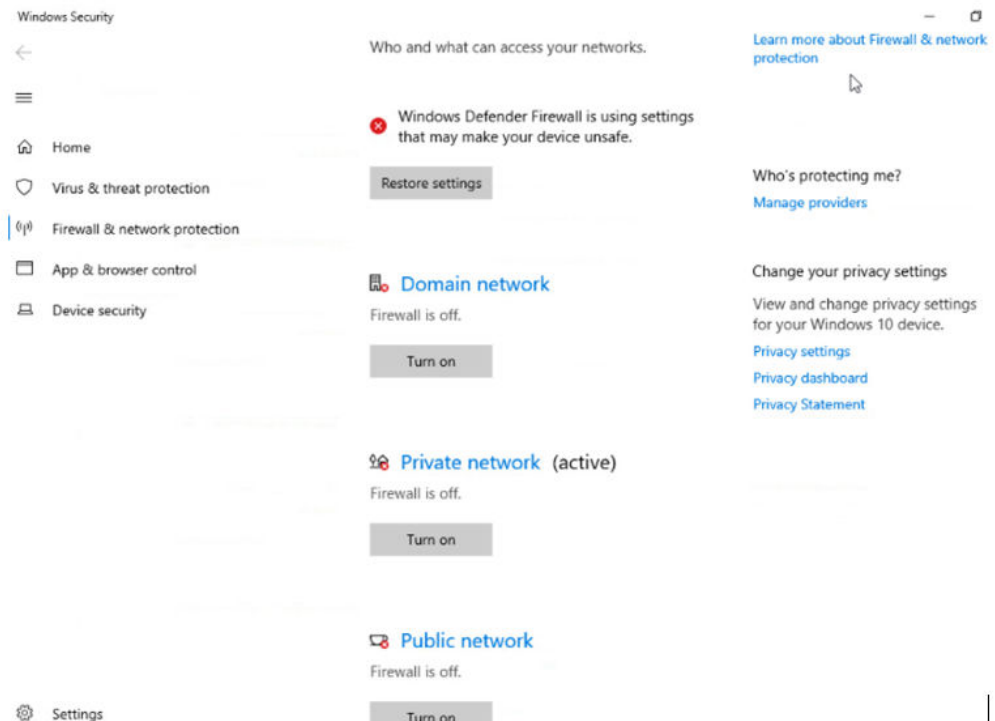 Windows Security
Home
Virus & threat protection
Firewall & network protection
App & browser control
Device security
Settings
Who and what can access your networks.
Windows Defender Firewall is using settings
that may make your device unsafe.
Restore settings
Domain network
Firewall is off.
Turn on
Private network (active)
Firewall is off.
Turn on
Public network
Firewall is off.
Turn on
Learn more about Firewall & network
protection
Who's protecting me?
Manage providers
Change your privacy settings
View and change privacy settings
for your Windows 10 device.
Privacy settings
Privacy dashboard
Privacy Statement